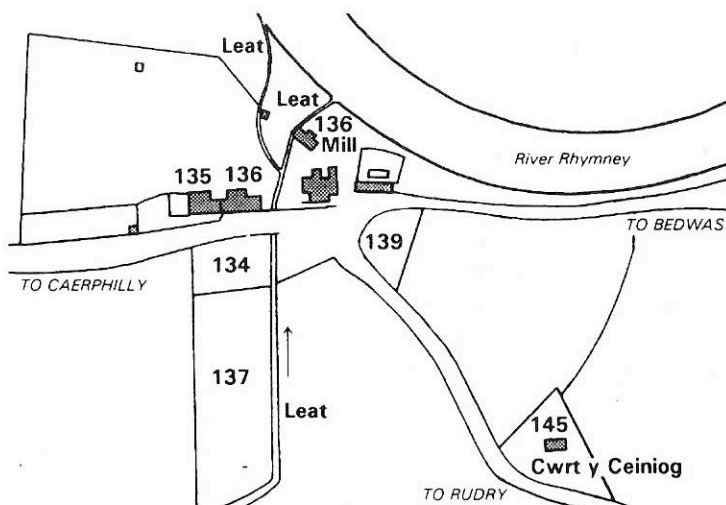 Leat
Leat
136
Mill
River Rhymney
135 136
TO BEDWAS
139
134
TO CAERPHILLY
137
Leat
145
Cwrt y Ceiniog
TO RUDRY